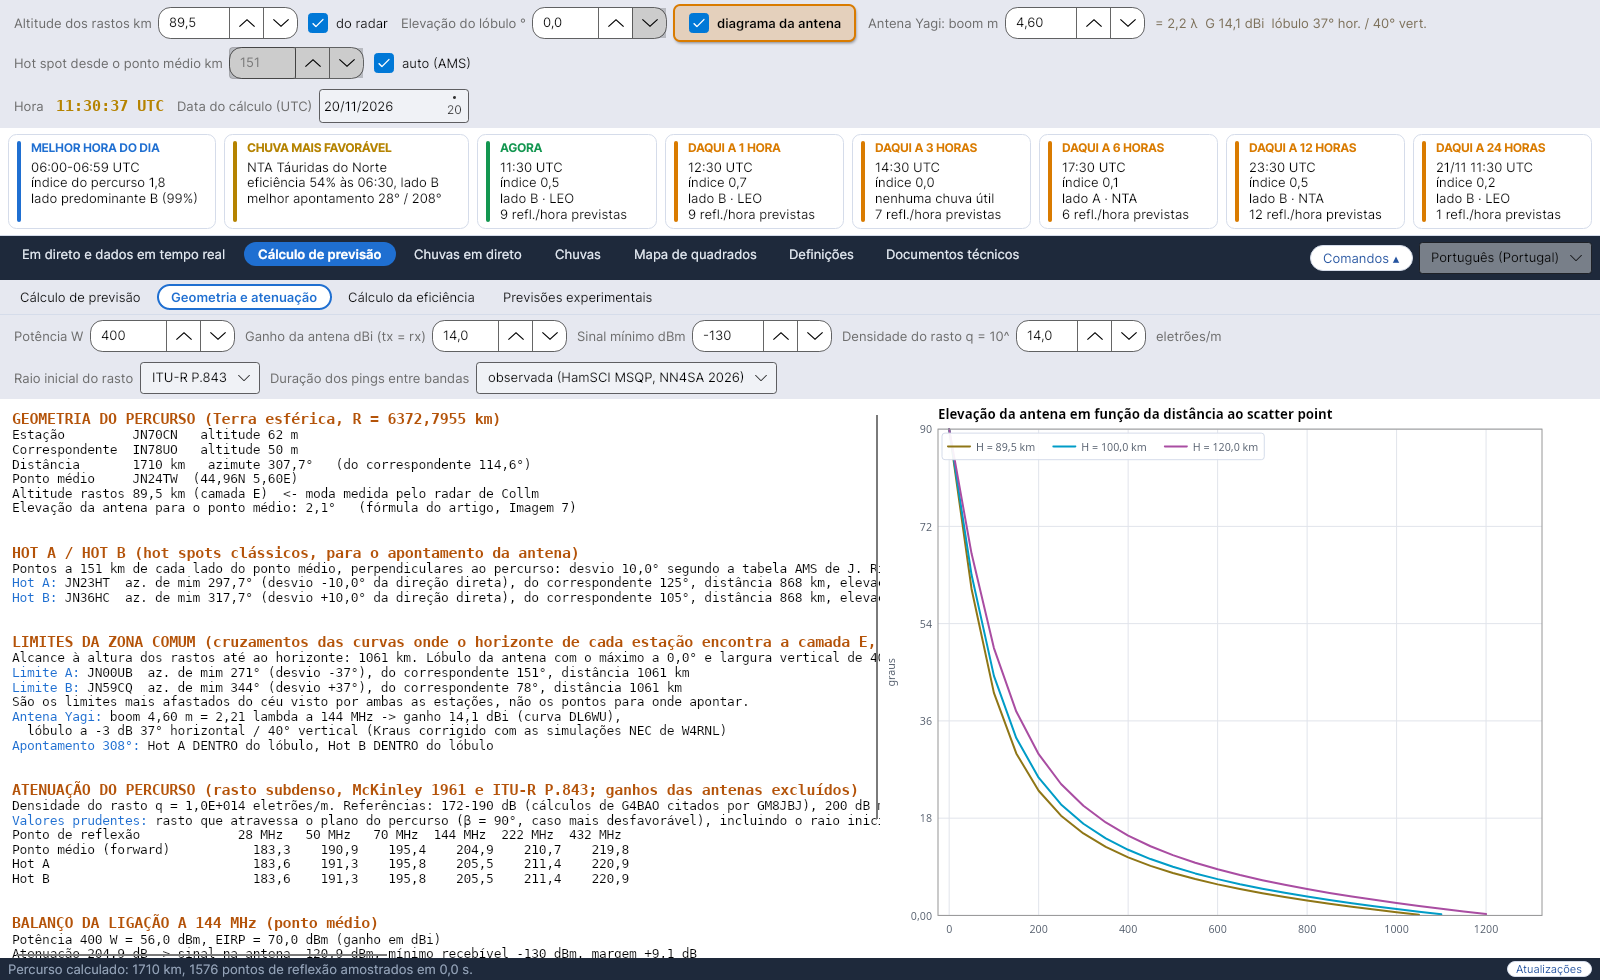 Altitude dos rastos km 89,5 do radar Elevação do lóbulo ° 0,0 diagrama da antena Antena Yagi: boom m 4,60 = 2,2 λ G 14,1 dBi lóbulo 37° hor. / 40° vert.
Hot spot desde o ponto médio km 151 auto (AMS)
Hora 11:30:37 UTC Data do cálculo (UTC) 20/11/2026 20
MELHOR HORA DO DIA
06:00-06:59 UTC
índice do percurso 1,8
lado predominante B (99%)
CHUVA MAIS FAVORÁVEL
NTA Táuridas do Norte
eficiência 54% às 06:30, lado B
melhor apontamento 28° / 208°
AGORA
11:30 UTC
índice 0,5
lado B · LEO
9 refl./hora previstas
DAQUI A 1 HORA
12:30 UTC
índice 0,7
lado B · LEO
9 refl./hora previstas
DAQUI A 3 HORAS
14:30 UTC
índice 0,0
nenhuma chuva útil
7 refl./hora previstas
DAQUI A 6 HORAS
17:30 UTC
índice 0,1
lado A · NTA
6 refl./hora previstas
DAQUI A 12 HORAS
23:30 UTC
índice 0,5
lado B · NTA
12 refl./hora previstas
DAQUI A 24 HORAS
21/11 11:30 UTC
índice 0,2
lado B · LEO
1 refl./hora previstas
Em direto e dados em tempo real Cálculo de previsão Chuvas em direto Chuvas Mapa de quadrados Definições Documentos técnicos Comandos ▴ Português (Portugal)
Cálculo de previsão Geometria e atenuação Cálculo da eficiência Previsões experimentais
Potência W 400 Ganho da antena dBi (tx = rx) 14,0 Sinal mínimo dBm -130 Densidade do rasto q = 10^ 14,0 eletrões/m
Raio inicial do rasto ITU-R P.843 Duração dos pings entre bandas observada (HamSCI MSQP, NN4SA 2026)
GEOMETRIA DO PERCURSO (Terra esférica, R = 6372,7955 km)
Estação JN70CN altitude 62 m
Correspondente IN78UO altitude 50 m
Distância 1710 km azimute 307,7° (do correspondente 114,6°)
Ponto médio JN24TW (44,96N 5,60E)
Altitude rastos 89,5 km (camada E) <- moda medida pelo radar de Collm
Elevação da antena para o ponto médio: 2,1° (fórmula do artigo, Imagem 7)
HOT A / HOT B (hot spots clássicos, para o apontamento da antena)
Pontos a 151 km de cada lado do ponto médio, perpendiculares ao percurso: desvio 10,0° segundo a tabela AMS de J.
Hot A: JN23HT az. de mim 297,7° (desvio -10,0° da direção direta), do correspondente 125°, distância 868 km,
Hot B: JN36HC az. de mim 317,7° (desvio +10,0° da direção direta), do correspondente 105°, distância 868 km,
LIMITES DA ZONA COMUM (cruzamentos das curvas onde o horizonte de cada estação encontra a camada E,
Alcance à altura dos rastos até ao horizonte: 1061 km. Lóbulo da antena com o máximo a 0,0° e largura vertical de
Limite A: JN00UB az. de mim 271° (desvio -37°), do correspondente 151°, distância 1061 km
Limite B: JN59CQ az. de mim 344° (desvio +37°), do correspondente 78°, distância 1061 km
São os limites mais afastados do céu visto por ambas as estações, não os pontos para onde apontar.
Antena Yagi: boom 4,60 m = 2,21 lambda a 144 MHz -> ganho 14,1 dBi (curva DL6WU),
lóbulo a -3 dB 37° horizontal / 40° vertical (Kraus corrigido com as simulações NEC de W4RNL)
Apontamento 308°: Hot A DENTRO do lóbulo, Hot B DENTRO do lóbulo
ATENUAÇÃO DO PERCURSO (rasto subdenso, McKinley 1961 e ITU-R P.843; ganhos das antenas excluídos)
Densidade do rasto q = 1,0E+014 eletrões/m. Referências: 172-190 dB (cálculos de G4BAO citados por GM8JBJ), 200 dB
Valores prudentes: rasto que atravessa o plano do percurso (β = 90°, caso mais desfavorável), incluindo o raio
Ponto de reflexão 28 MHz 50 MHz 70 MHz 144 MHz 222 MHz 432 MHz
Ponto médio (forward) 183,3 190,9 195,4 204,9 210,7 219,8
Hot A 183,6 191,3 195,8 205,5 211,4 220,9
Hot B 183,6 191,3 195,8 205,5 211,4 220,9
BALANÇO DA LIGAÇÃO A 144 MHz (ponto médio)
Potência 400 W = 56,0 dBm, EIRP = 70,0 dBm (ganho em dBi)
Atenuação 204,9 dB -> sinal na antena -120,9 dBm, mínimo recebível -130 dBm, margem +9,1 dB
Elevação da antena em função da distância ao scatter point
H = 89,5 km H = 100,0 km H = 120,0 km
90
72
54
36
18
0,00
graus
0 200 400 600 800 1000 1200
Percurso calculado: 1710 km, 1576 pontos de reflexão amostrados em 0,0 s. Atualizações